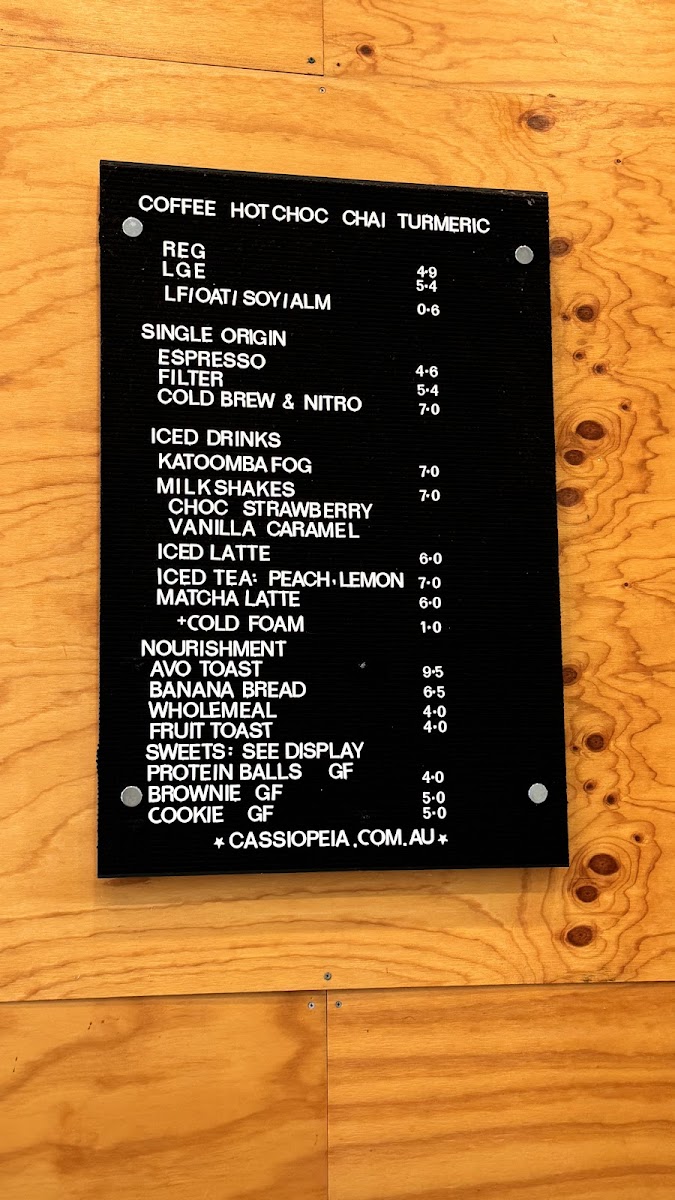 COFFEE HOT CHOC CHAI TURMERIC
REG 4.9
LGE 5.4
LF/OAT/SOY/ALM 0.6
SINGLE ORIGIN
ESPRESSO 4.6
FILTER 5.4
COLD BREW & NITRO 7.0
ICED DRINKS
KATOOMBA FOG 7.0
MILKSHAKES 7.0
CHOC STRAWBERRY
VANILLA CARAMEL
ICED LATTE 6.0
ICED TEA: PEACH, LEMON 7.0
MATCHA LATTE 6.0
+COLD FOAM 1.0
NOURISHMENT
AVO TOAST 9.5
BANANA BREAD 6.5
WHOLEMEAL 4.0
FRUIT TOAST 4.0
SWEETS: SEE DISPLAY
PROTEIN BALLS GF 4.0
BROWNIE GF 5.0
COOKIE GF 5.0
★CASSIOPEIA.COM.AU★